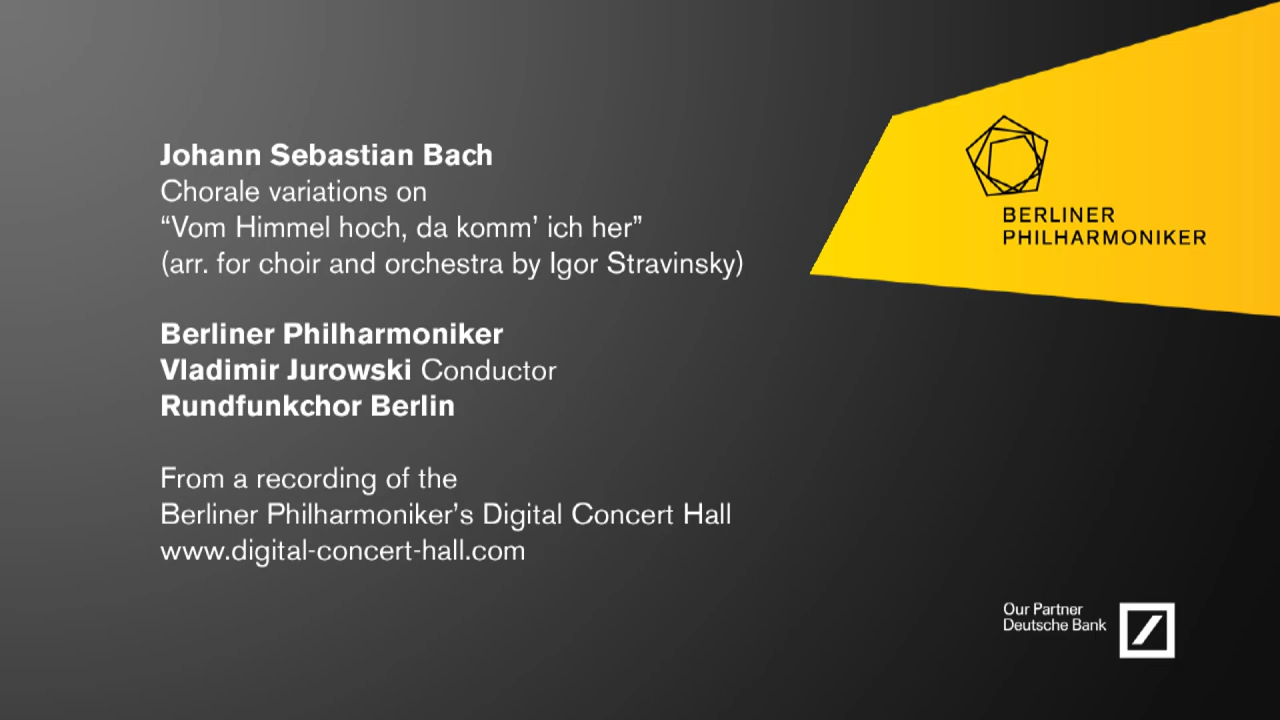 Johann Sebastian Bach
Chorale variations on
“Vom Himmel hoch, da komm’ ich her”
(arr. for choir and orchestra by Igor Stravinsky)
Berliner Philharmoniker
Vladimir Jurowski Conductor
Rundfunkchor Berlin
From a recording of the
Berliner Philharmoniker’s Digital Concert Hall
www.digital-concert-hall.com
BERLINER
PHILHARMONIKER
Our Partner
Deutsche Bank